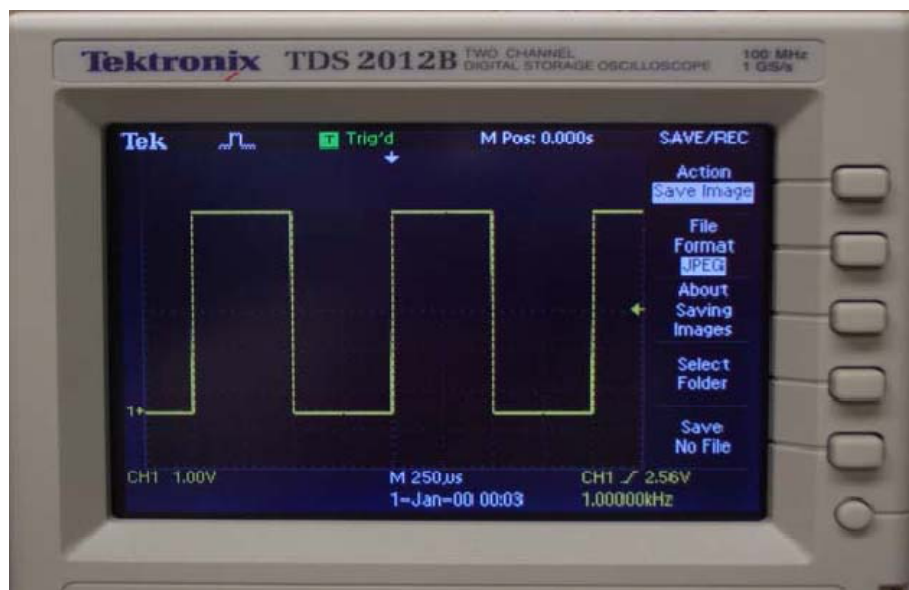 Tektronix TDS 2012B TWO CHANNEL DIGITAL STORAGE OSCILLOSCOPE 100 MHz 1 GS/s
Tek T Trig'd M Pos: 0.000s SAVE/REC
Action
Save Image
File
Format
JPEG
About
Saving
Images
Select
Folder
1
Save
No File
CH1 1.00V M 250µs CH1 2.56V
1-Jan-00 00:03 1.00000kHz